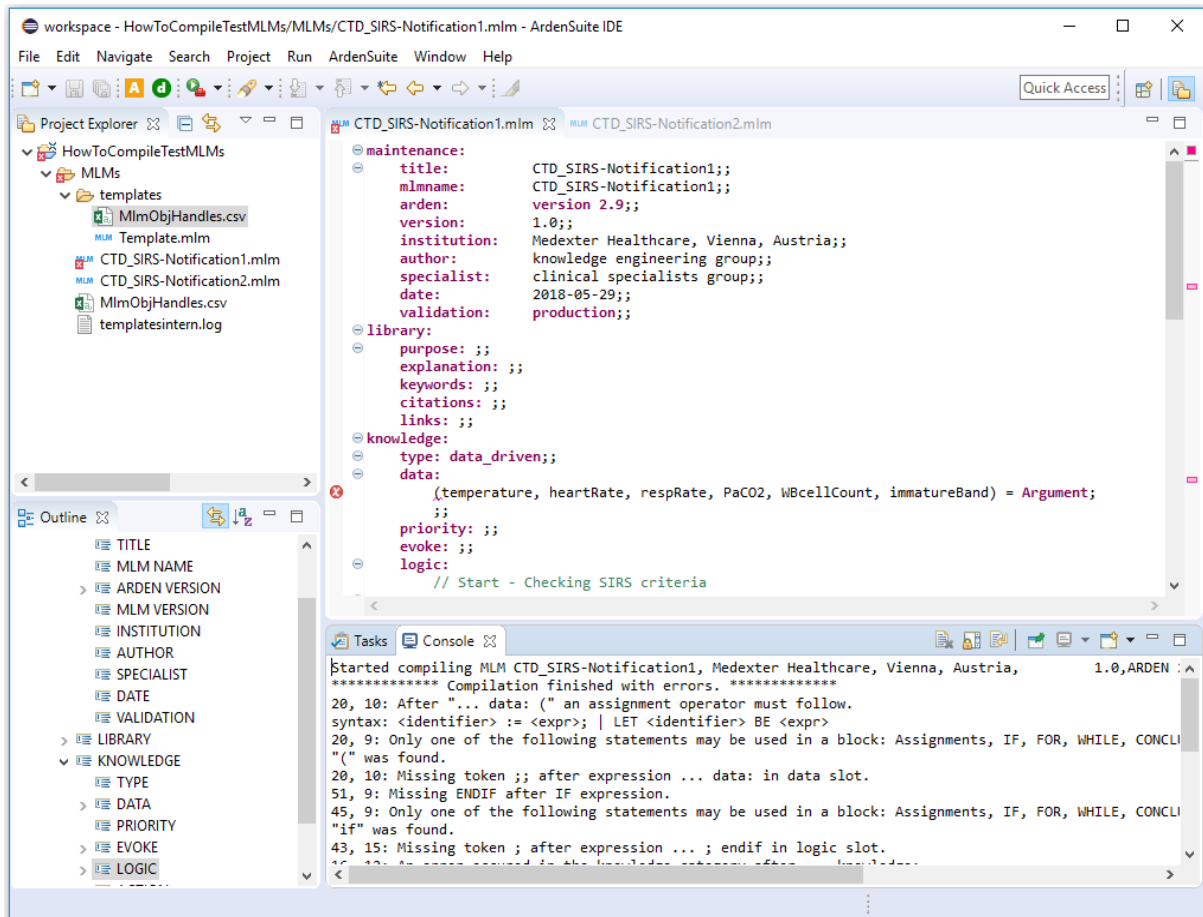 workspace - HowToCompileTestMLMs/MLMs/CTD_SIRS-Notification1.mlm - ArdenSuite IDE
File Edit Navigate Search Project Run ArdenSuite Window Help
A d Quick Access
Project Explorer
HowToCompileTestMLMs
MLMs
templates
MlmObjHandles.csv
MLM Template.mlm
MLM CTD_SIRS-Notification1.mlm
MLM CTD_SIRS-Notification2.mlm
MlmObjHandles.csv
templatesintern.log
MLM CTD_SIRS-Notification1.mlm MLM CTD_SIRS-Notification2.mlm
maintenance:
title: CTD_SIRS-Notification1;;
mlmname: CTD_SIRS-Notification1;;
arden: version 2.9;;
version: 1.0;;
institution: Medexter Healthcare, Vienna, Austria;;
author: knowledge engineering group;;
specialist: clinical specialists group;;
date: 2018-05-29;;
validation: production;;
library:
purpose: ;;
explanation: ;;
keywords: ;;
citations: ;;
links: ;;
knowledge:
type: data_driven;;
data:
(temperature, heartRate, respRate, PaCO2, WBcellCount, immatureBand) = Argument;
;;
priority: ;;
evoke: ;;
logic:
// Start - Checking SIRS criteria
Outline
TITLE
MLM NAME
ARDEN VERSION
MLM VERSION
INSTITUTION
AUTHOR
SPECIALIST
DATE
VALIDATION
LIBRARY
KNOWLEDGE
TYPE
DATA
PRIORITY
EVOKE
LOGIC
Tasks Console
Started compiling MLM CTD_SIRS-Notification1, Medexter Healthcare, Vienna, Austria, 1.0,ARDEN
************* Compilation finished with errors. *************
20, 10: After "... data: (" an assignment operator must follow.
syntax: <identifier> := <expr>; | LET <identifier> BE <expr>
20, 9: Only one of the following statements may be used in a block: Assignments, IF, FOR, WHILE, CONCLU
"(" was found.
20, 10: Missing token ;; after expression ... data: in data slot.
51, 9: Missing ENDIF after IF expression.
45, 9: Only one of the following statements may be used in a block: Assignments, IF, FOR, WHILE, CONCLU
"if" was found.
43, 15: Missing token ; after expression ... ; endif in logic slot.